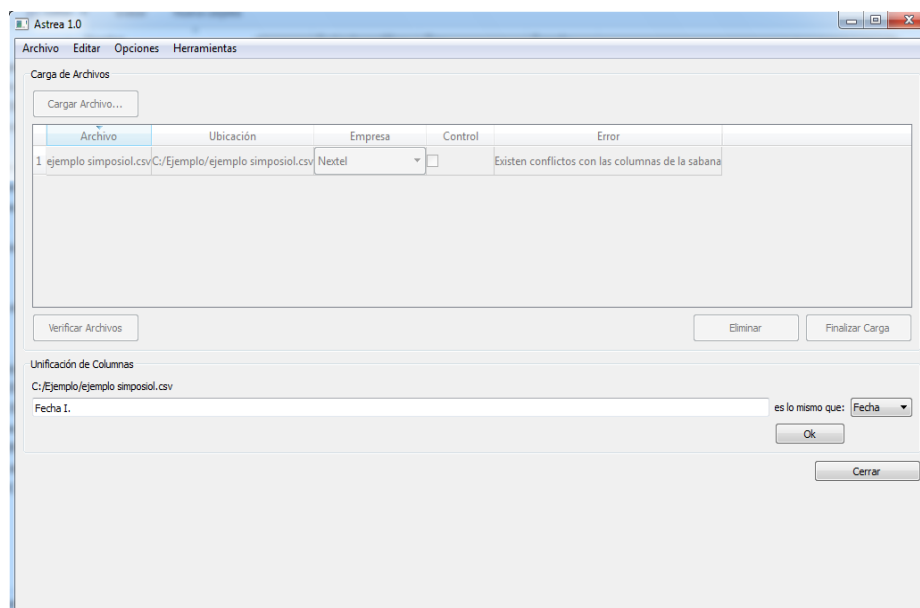 Astrea 1.0
Archivo Editar Opciones Herramientas
Carga de Archivos
Cargar Archivo...
Archivo Ubicación Empresa Control Error
1 ejemplo simposiol.csv C:/Ejemplo/ejemplo simposiol.csv Nextel Existen conflictos con las columnas de la sabana
Verificar Archivos Eliminar Finalizar Carga
Unificación de Columnas
C:/Ejemplo/ejemplo simposiol.csv
Fecha I. es lo mismo que: Fecha
Ok
Cerrar